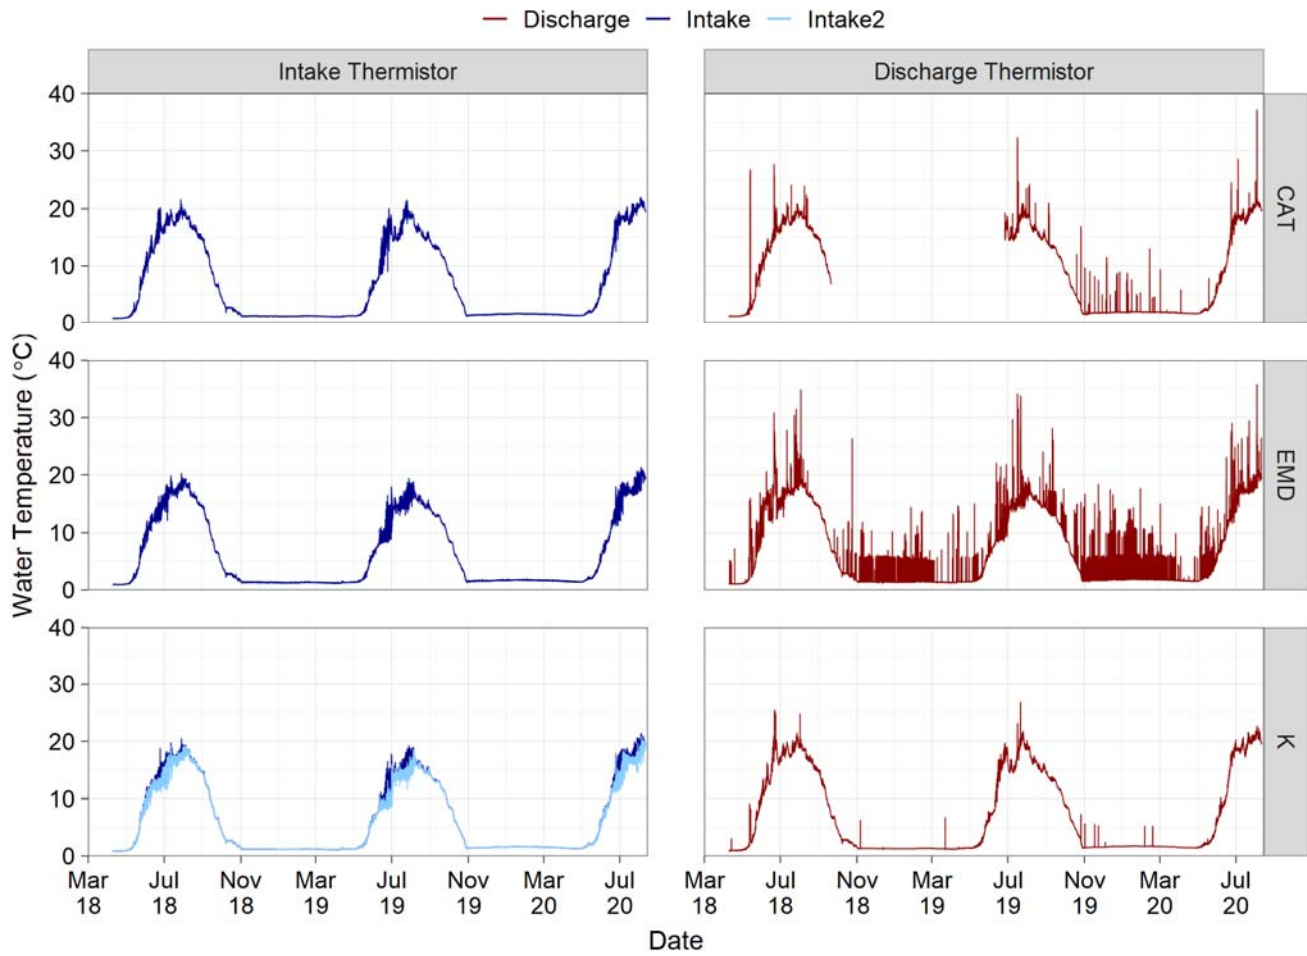 Discharge Intake Intake2
Intake Thermistor Discharge Thermistor
Water Temperature (°C)
40
30
20
10
0
CAT
40
30
20
10
0
EMD
40
30
20
10
0
K
Mar Jul Nov Mar Jul Nov Mar Jul Mar Jul Nov Mar Jul Nov Mar Jul
18 18 18 19 19 19 20 20 18 18 18 19 19 19 20 20
Date